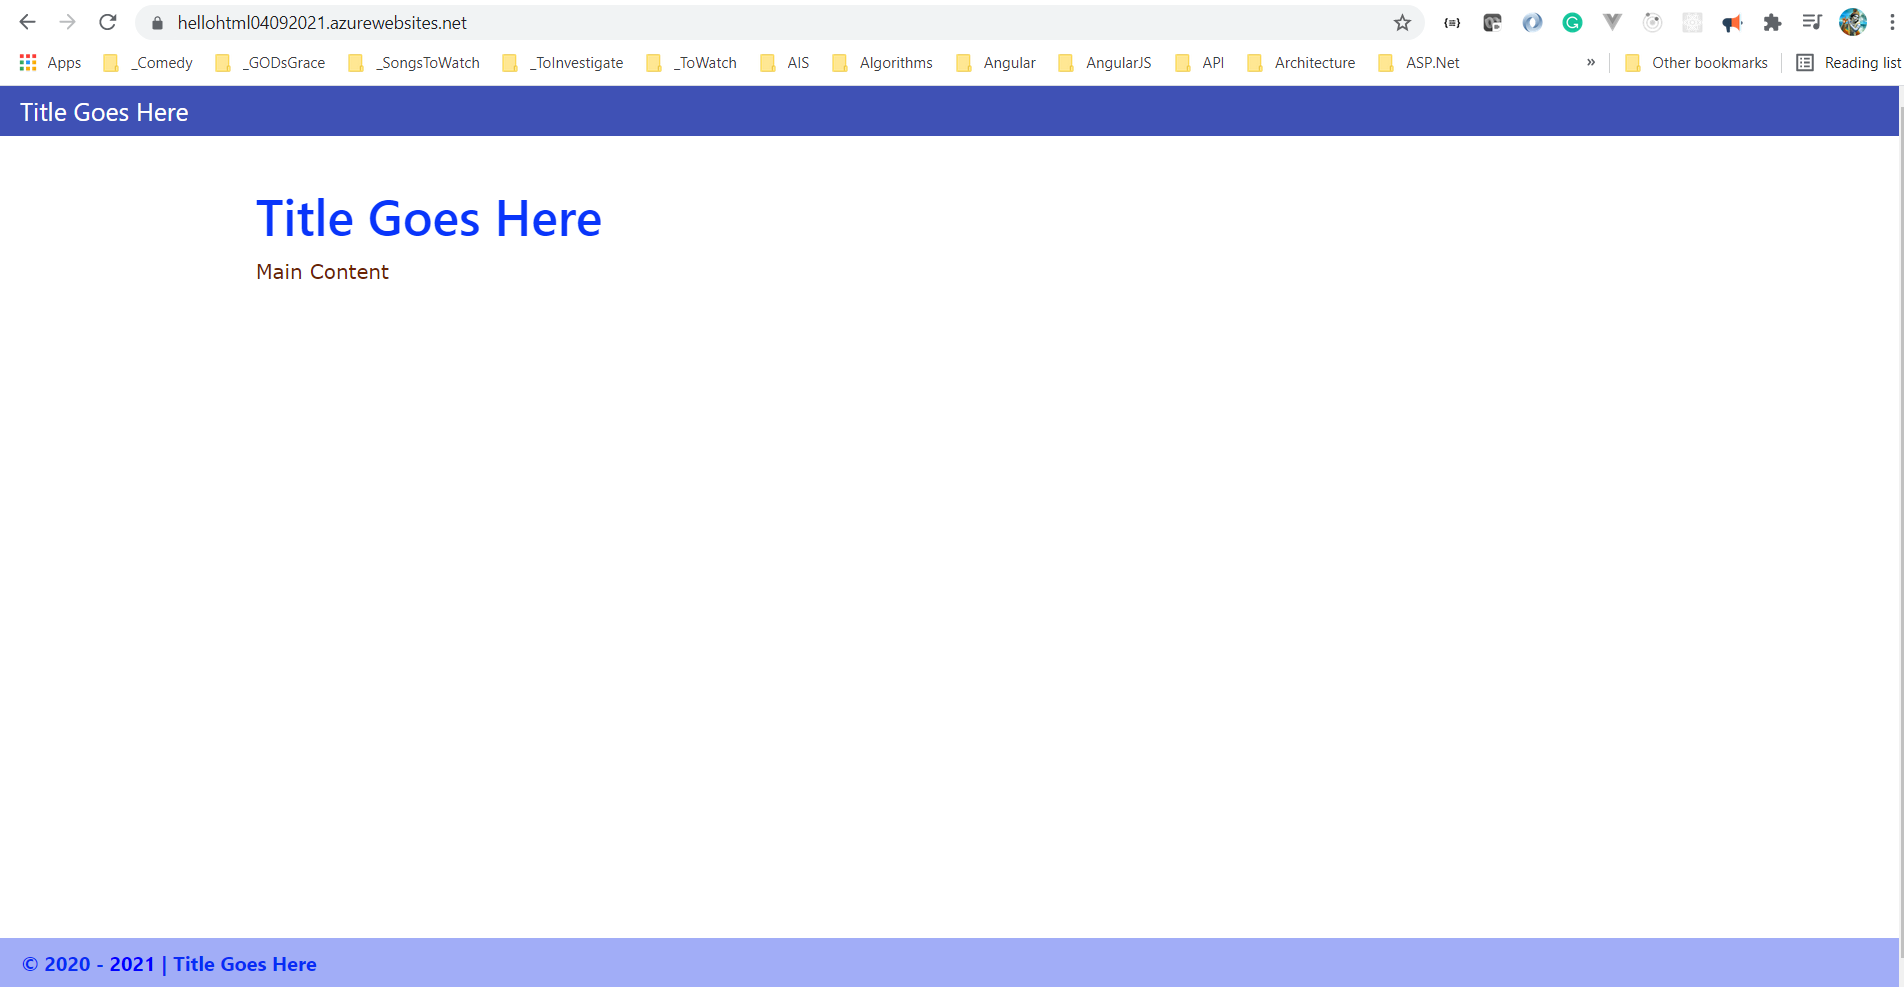 hellohtml04092021.azurewebsites.net
Apps _Comedy _GODsGrace _SongsToWatch _ToInvestigate _ToWatch AIS Algorithms Angular AngularJS API Architecture ASP.Net » Other bookmarks Reading list
Title Goes Here
Title Goes Here
Main Content
© 2020 - 2021 | Title Goes Here